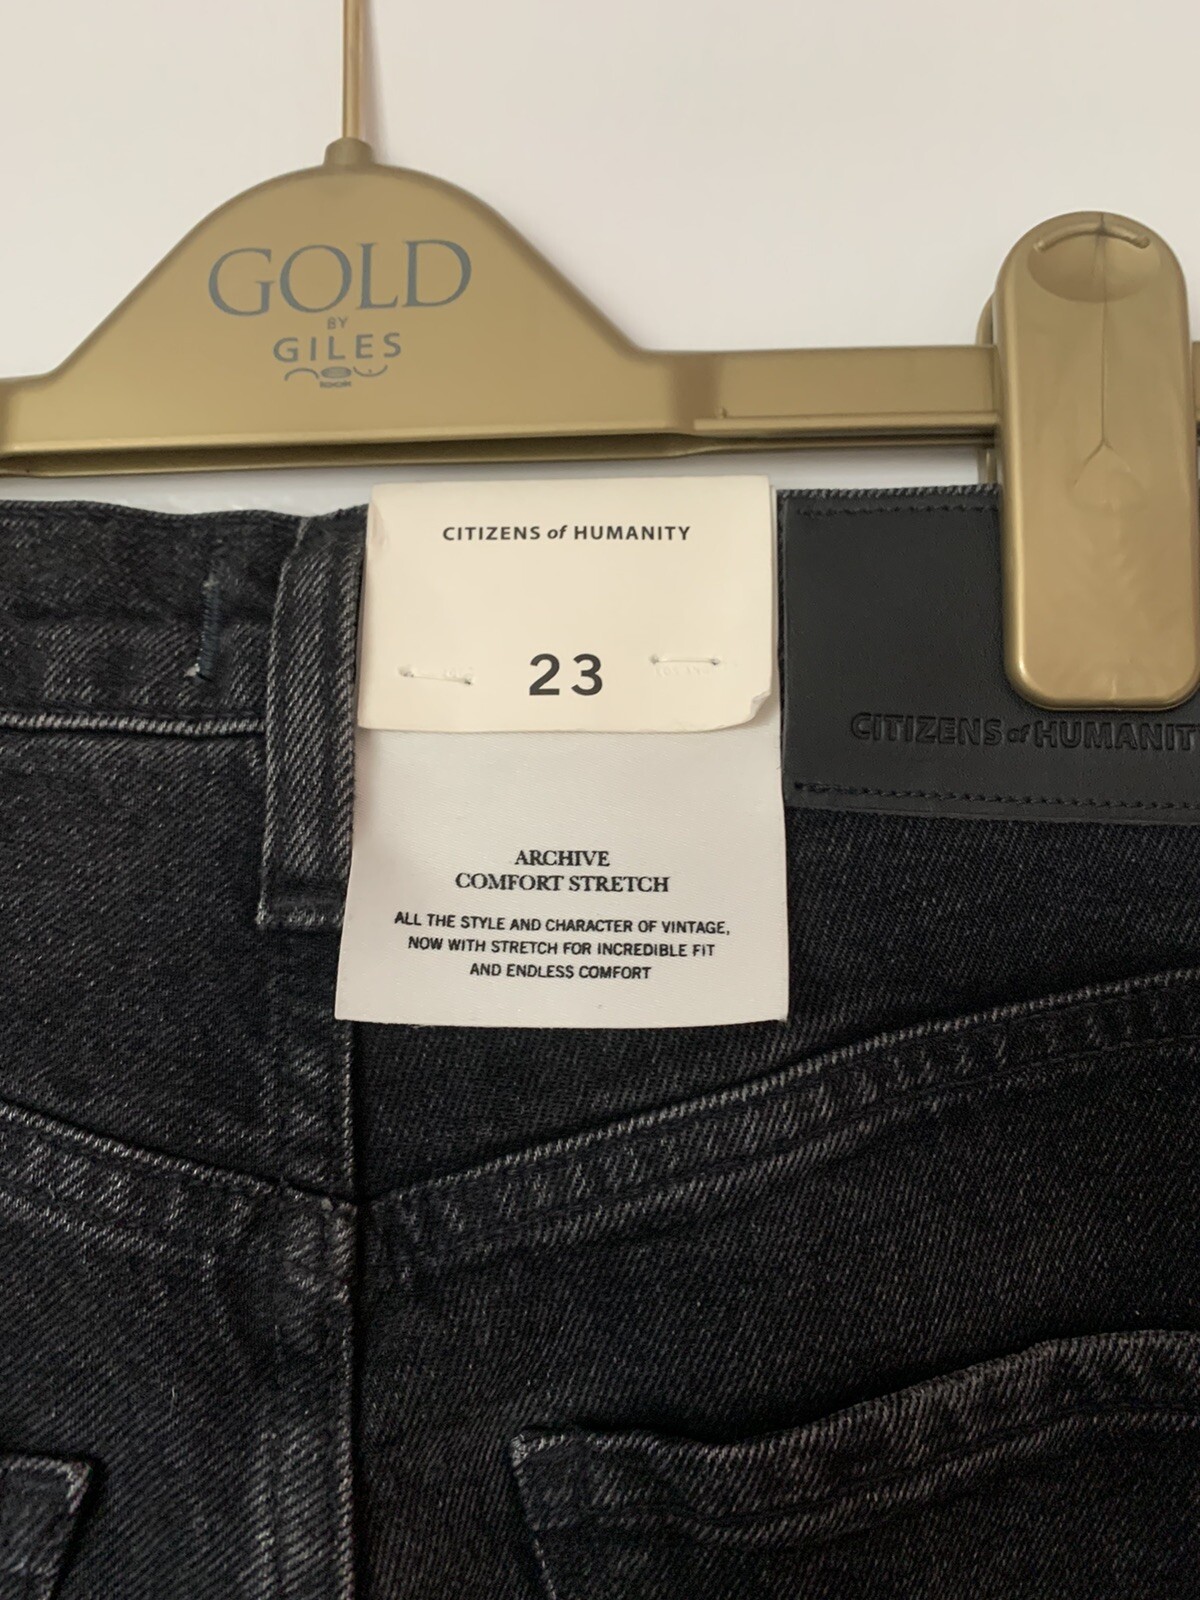 GOLD
BY
GILES
CITIZENS of HUMANITY
23
CITIZENS of HUMANIT
ARCHIVE
COMFORT STRETCH
ALL THE STYLE AND CHARACTER OF VINTAGE,
NOW WITH STRETCH FOR INCREDIBLE FIT
AND ENDLESS COMFORT